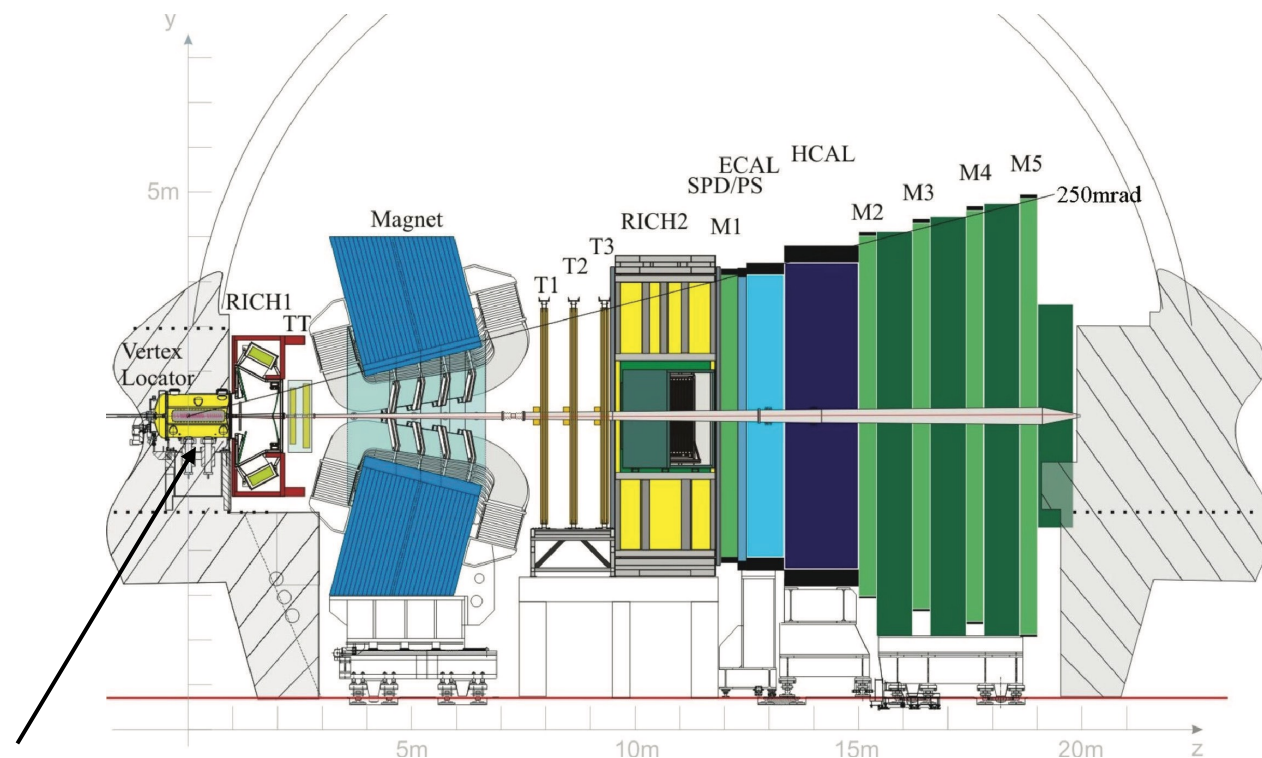 y
5m
ECAL
HCAL
SPD/PS
M1
M2
M3
M4
M5
250mrad
Magnet
RICH2
T1
T2
T3
RICH1
TT
Vertex
Locator
5m
10m
15m
20m
z